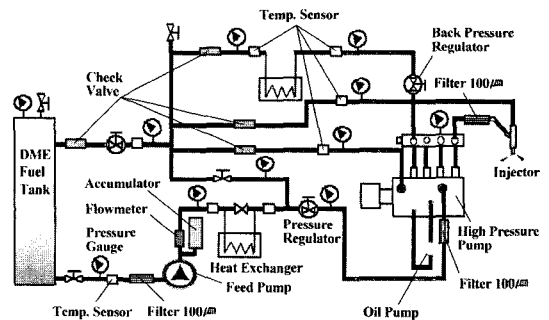 Temp. Sensor
Back Pressure
Regulator
Filter 100㎛
Check
Valve
DME
Fuel
Tank
Accumulator
Flowmeter
Pressure
Gauge
Injector
Pressure
Regulator
High Pressure
Pump
Heat Exchanger
Feed Pump
Filter 100㎛
Oil Pump
Temp. Sensor
Filter 100㎛